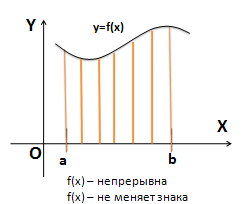 Y
y=f(x)
X
O
a
b
f(x) – непрерывна
f(x) – не меняет знака